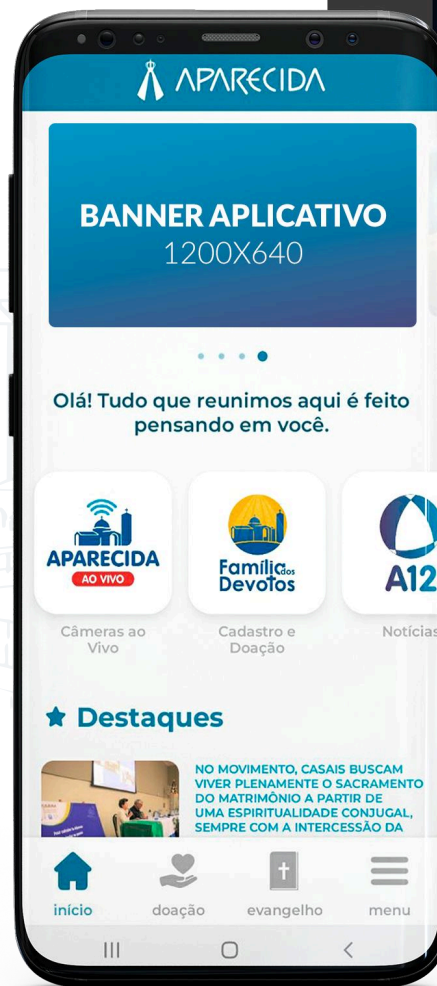 APARECIDA
BANNER APLICATIVO
1200X640
Olá! Tudo que reunimos aqui é feito
pensando em você.
APARECIDA
AO VIVO
Câmeras ao
Vivo
Família dos
Devotos
Cadastro e
Doação
A12
Notícias
Destaques
NO MOVIMENTO, CASAIS BUSCAM
VIVER PLENAMENTE O SACRAMENTO
DO MATRIMÔNIO A PARTIR DE
UMA ESPIRITUALIDADE CONJUGAL,
SEMPRE COM A INTERCESSÃO DA
início
doação
evangelho
menu